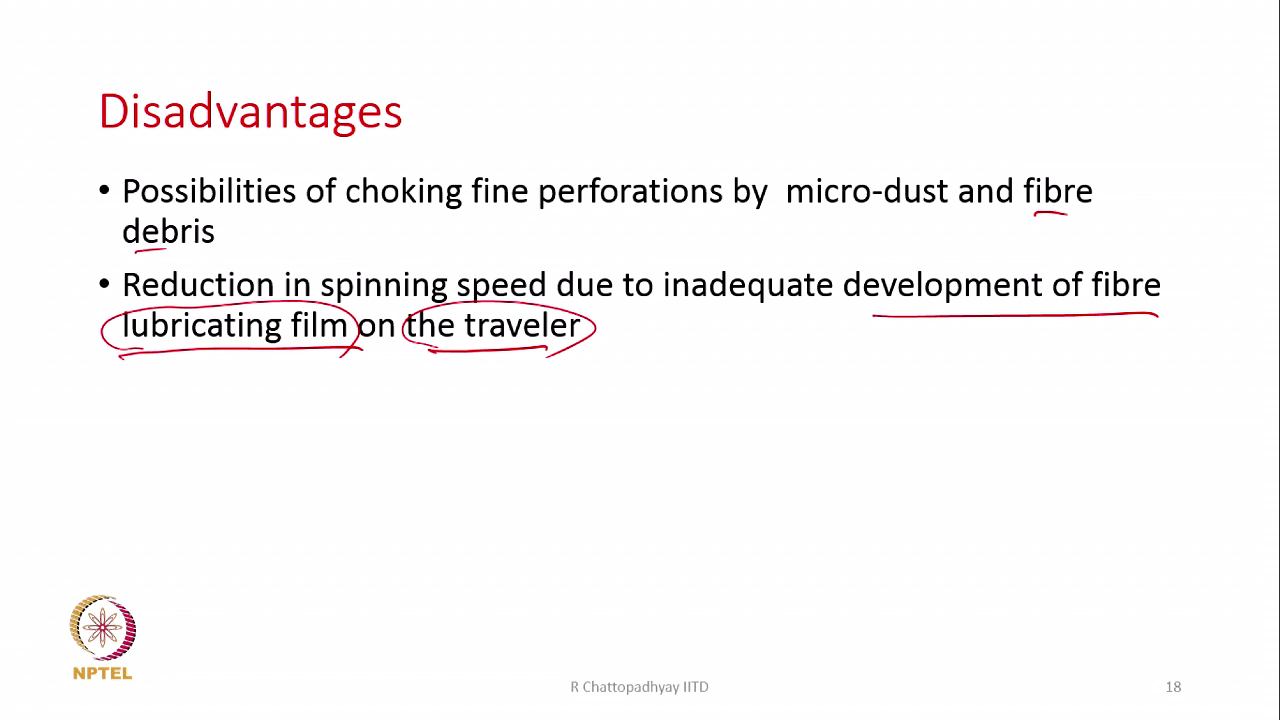 Disadvantages
• Possibilities of choking fine perforations by micro-dust and fibre
debris
• Reduction in spinning speed due to inadequate development of fibre
lubricating film on the traveler
NPTEL
R Chattopadhyay IITD
18